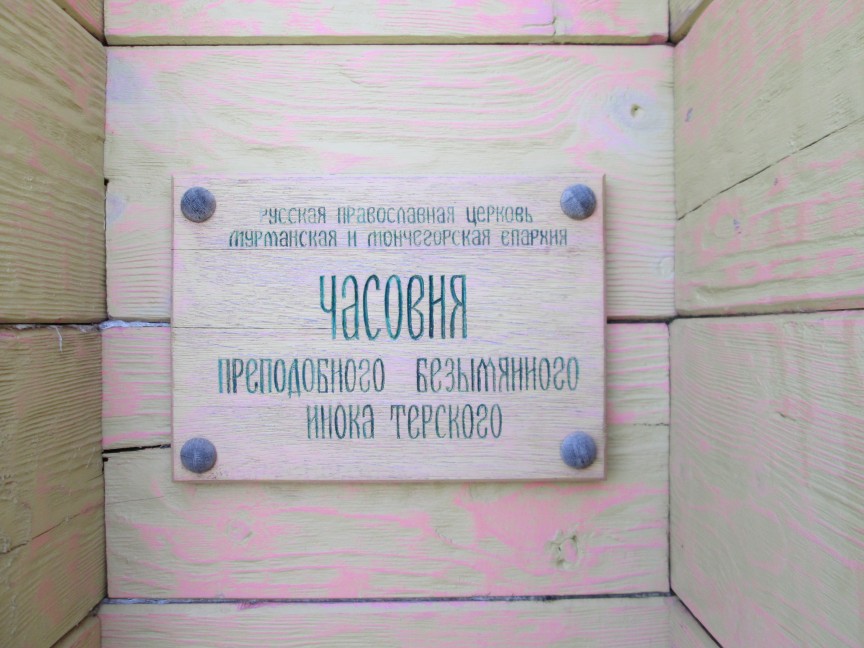 РУССКАЯ ПРАВОСЛАВНАЯ ЦЕРКОВЬ
МУРМАНСКАЯ И МОНЧЕГОРСКАЯ ЕПАРХИЯ
ЧАСОВНЯ
ПРЕПОДОБНОГО БЕЗЫМЯННОГО
ИНОКА ТЕРСКОГО